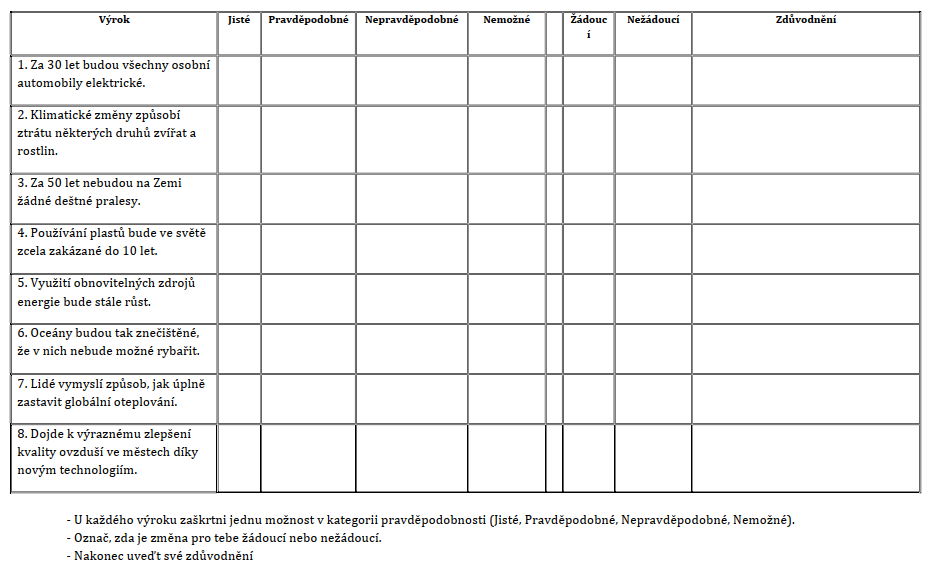 Výrok Jisté Pravděpodobné Nepravděpodobné Nemožné Žádouc Nežádoucí Zdůvodnění
í
1. Za 30 let budou všechny osobní
automobily elektrické.
2. Klimatické změny způsobí
ztrátu některých druhů zvířat a
rostlin.
3. Za 50 let nebudou na Zemi
žádné deštné pralesy.
4. Používání plastů bude ve světě
zcela zakázané do 10 let.
5. Využití obnovitelných zdrojů
energie bude stále růst.
6. Oceány budou tak znečištěné,
že v nich nebude možné rybařit.
7. Lidé vymyslí způsob, jak úplně
zastavit globální oteplování.
8. Dojde k výraznému zlepšení
kvality ovzduší ve městech díky
novým technologiím.
- U každého výroku zaškrtni jednu možnost v kategorii pravděpodobnosti (Jisté, Pravděpodobné, Nepravděpodobné, Nemožné).
- Označ, zda je změna pro tebe žádoucí nebo nežádoucí.
- Nakonec uveďt své zdůvodnění